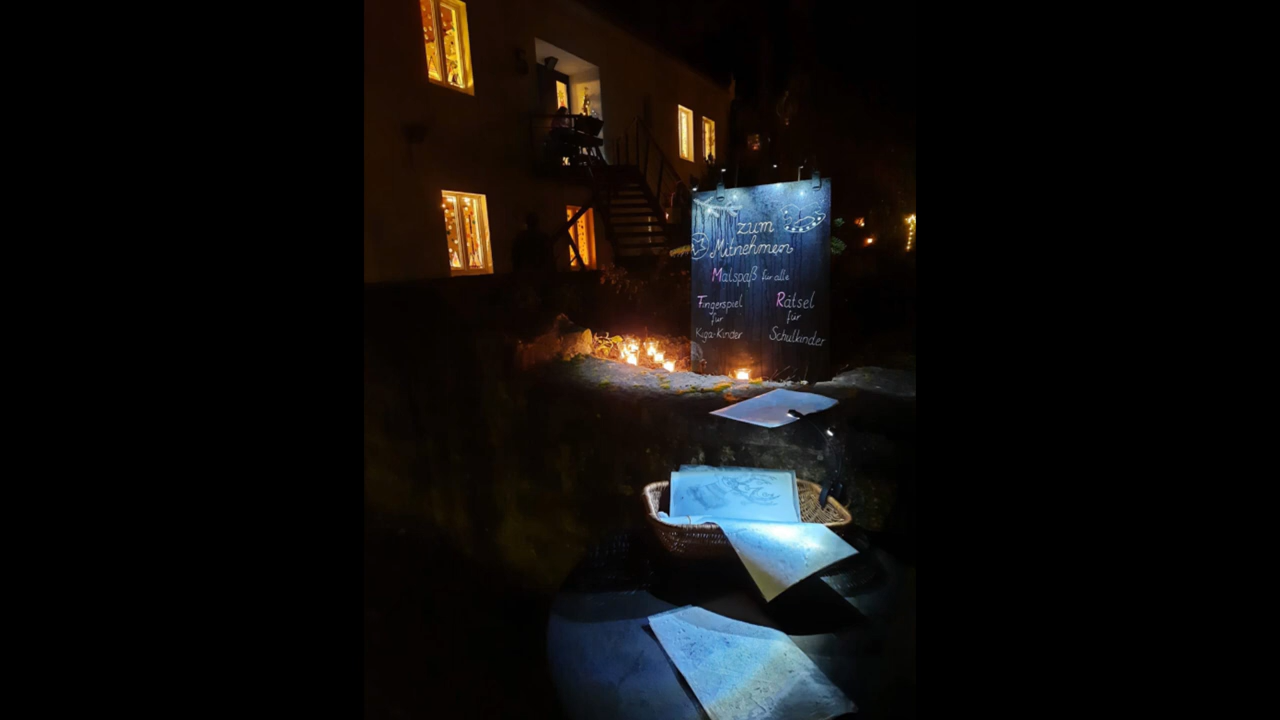 zum
Mitnehmen
Malspaß für alle
Fingerspiel
für
Kiga-Kinder
Rätsel
für
Schulkinder